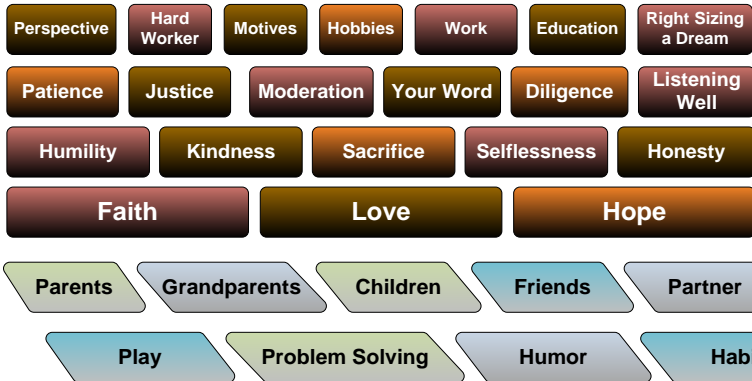 Perspective Hard Worker Motives Hobbies Work Education Right Sizing a Dream
Patience Justice Moderation Your Word Diligence Listening Well
Humility Kindness Sacrifice Selflessness Honesty
Faith Love Hope
Parents Grandparents Children Friends Partner
Play Problem Solving Humor Hab